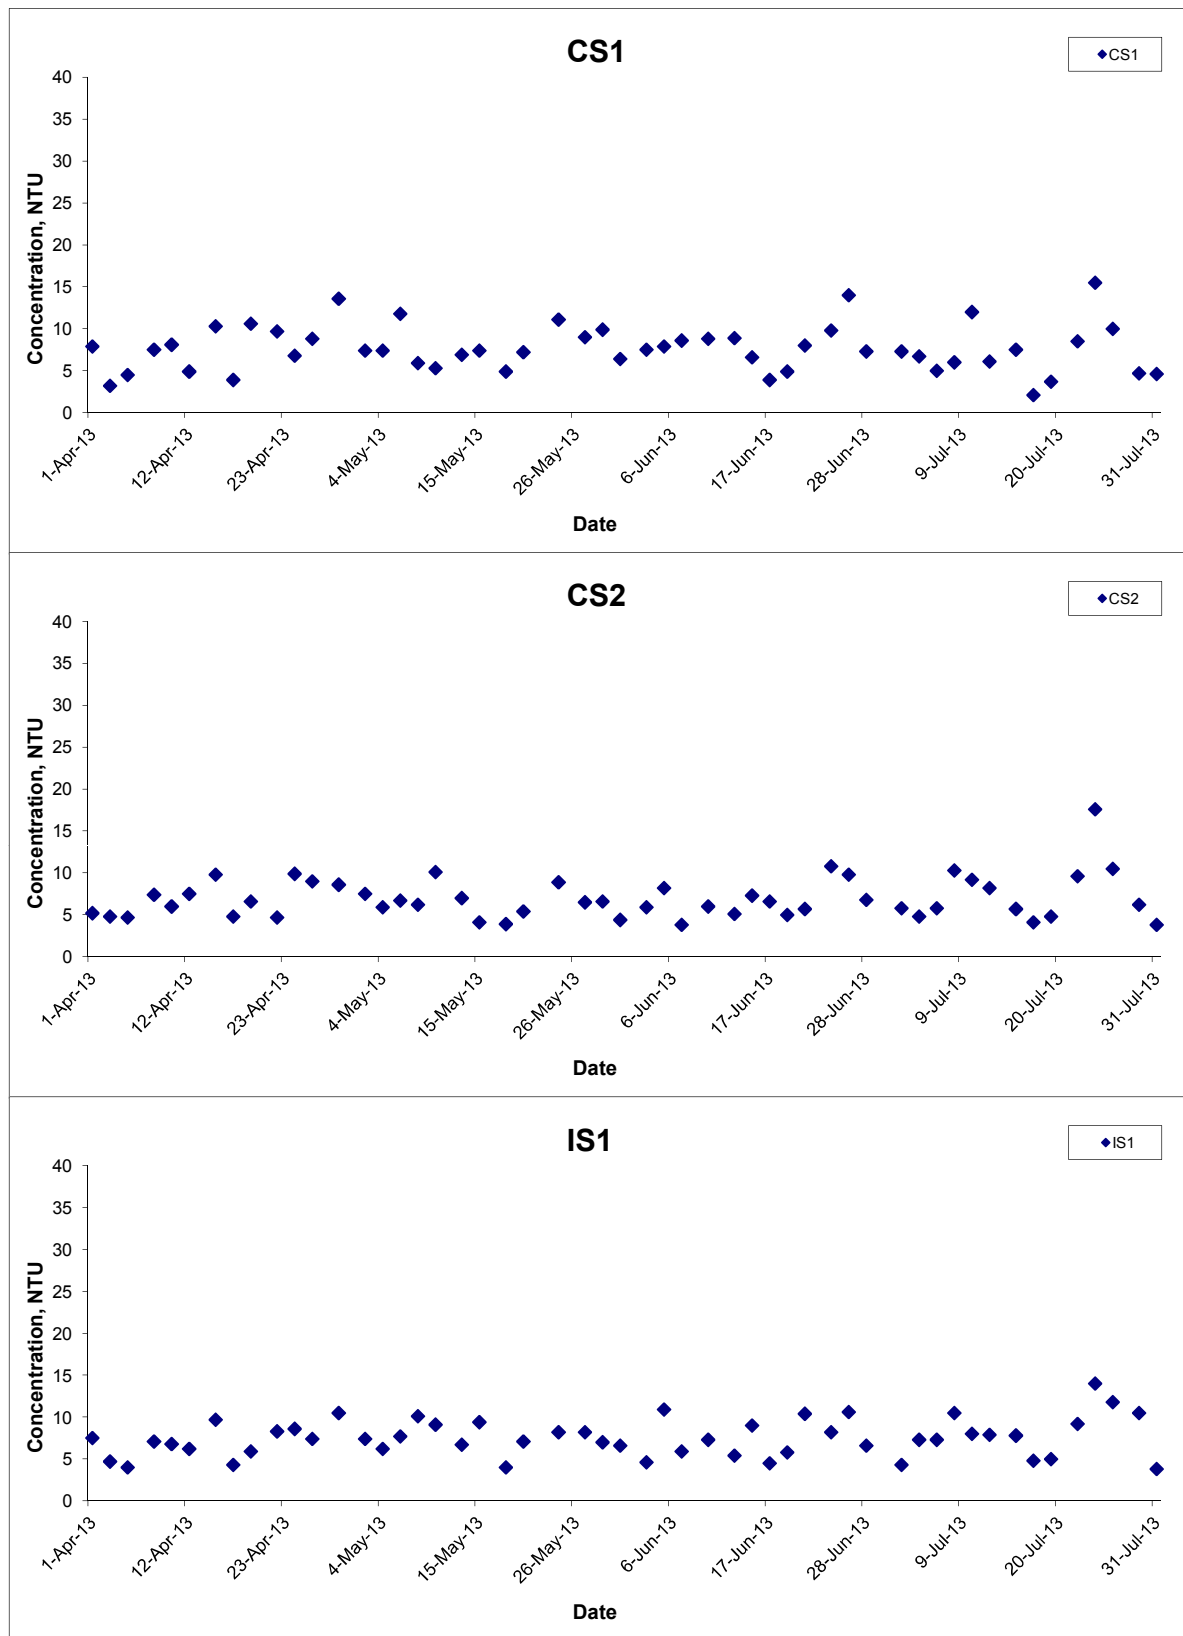 CS1
CS1
40
35
30
25
20
15
10
5
0
Concentration, NTU
1-Apr-13
12-Apr-13
23-Apr-13
4-May-13
15-May-13
26-May-13
6-Jun-13
17-Jun-13
28-Jun-13
9-Jul-13
20-Jul-13
31-Jul-13
Date
CS2
CS2
40
35
30
25
20
15
10
5
0
Concentration, NTU
1-Apr-13
12-Apr-13
23-Apr-13
4-May-13
15-May-13
26-May-13
6-Jun-13
17-Jun-13
28-Jun-13
9-Jul-13
20-Jul-13
31-Jul-13
Date
IS1
IS1
40
35
30
25
20
15
10
5
0
Concentration, NTU
1-Apr-13
12-Apr-13
23-Apr-13
4-May-13
15-May-13
26-May-13
6-Jun-13
17-Jun-13
28-Jun-13
9-Jul-13
20-Jul-13
31-Jul-13
Date